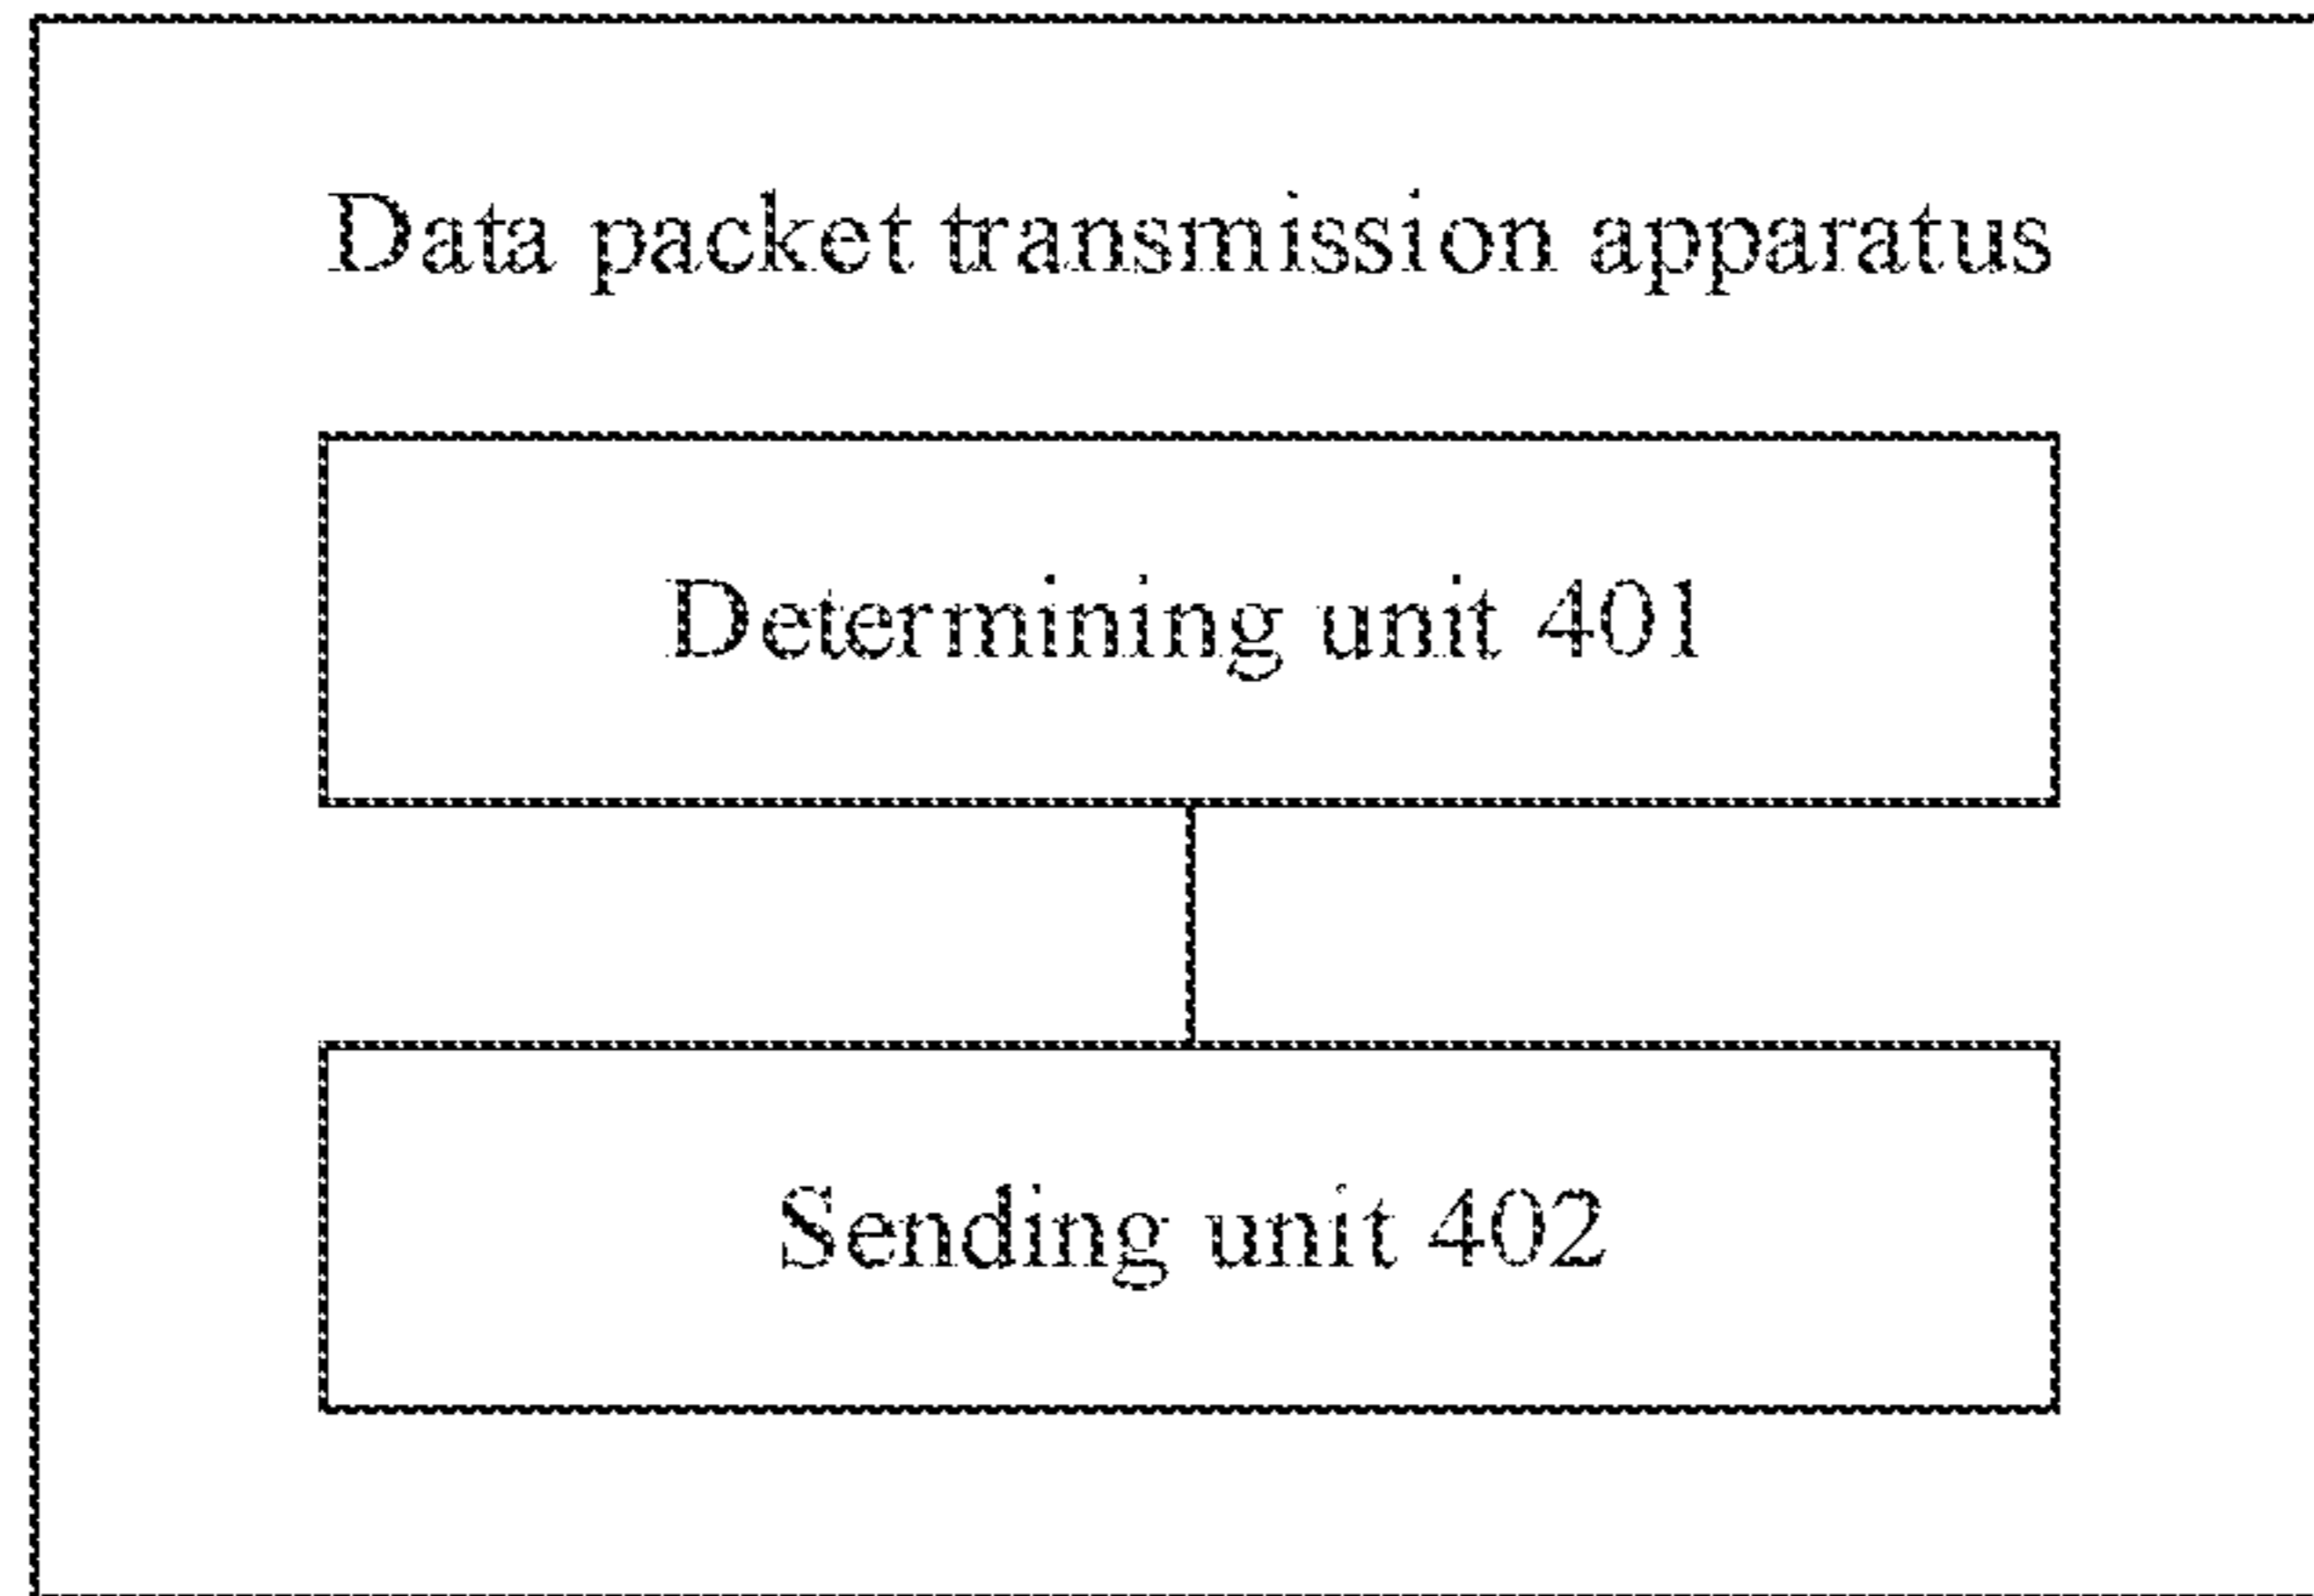 Data packet transmission apparatus
Determining unit 401
Sending unit 402